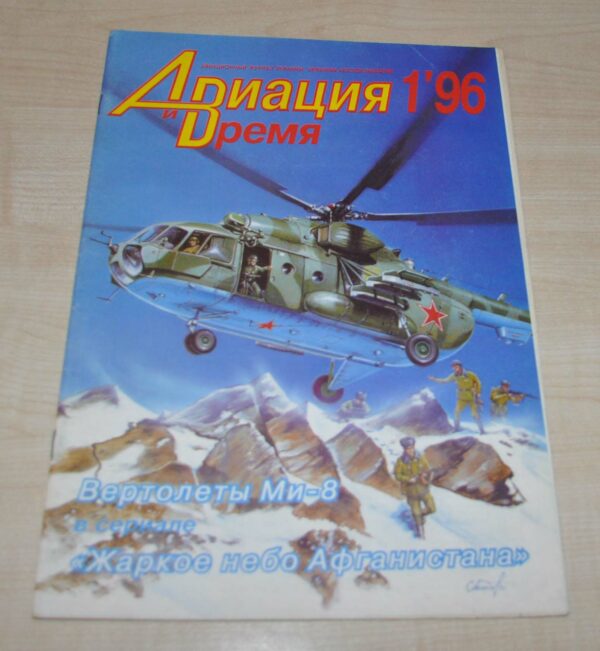 Авиация 1'96
и Время
Вертолеты Ми-8
в сериале
«Жаркое небо Афганистана»